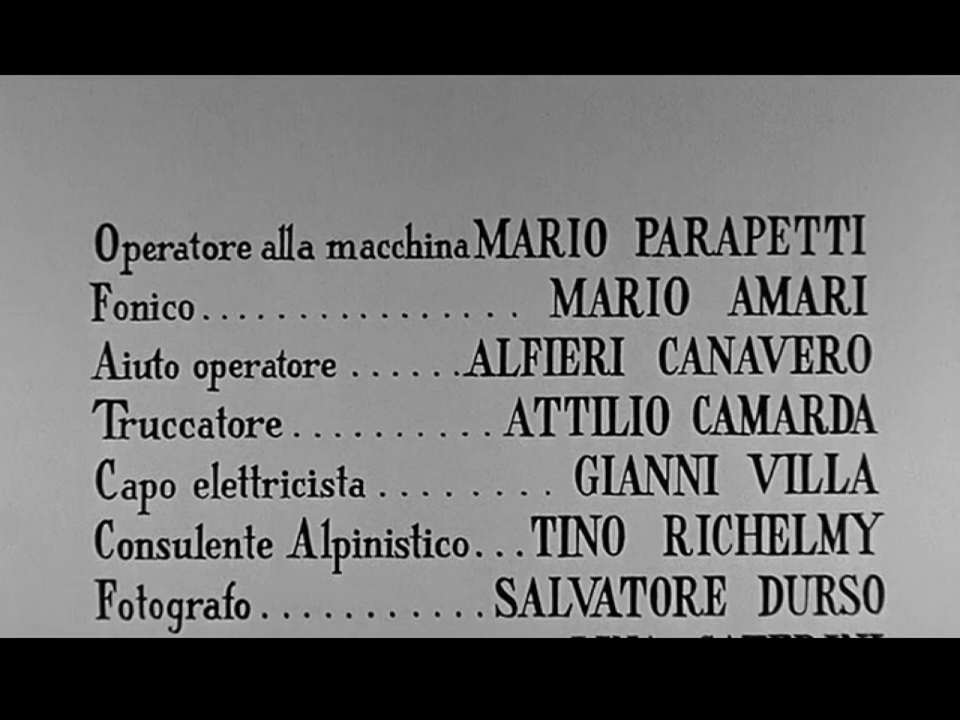 Operatore alla macchina MARIO PARAPETTI
Fonico................ MARIO AMARI
Aiuto operatore ......ALFIERI CANAVERO
Truccatore.......... ATTILIO CAMARDA
Capo elettricista ........ GIANNI VILLA
Consulente Alpinistico...TINO RICHELMY
Fotografo...........SALVATORE DURSO